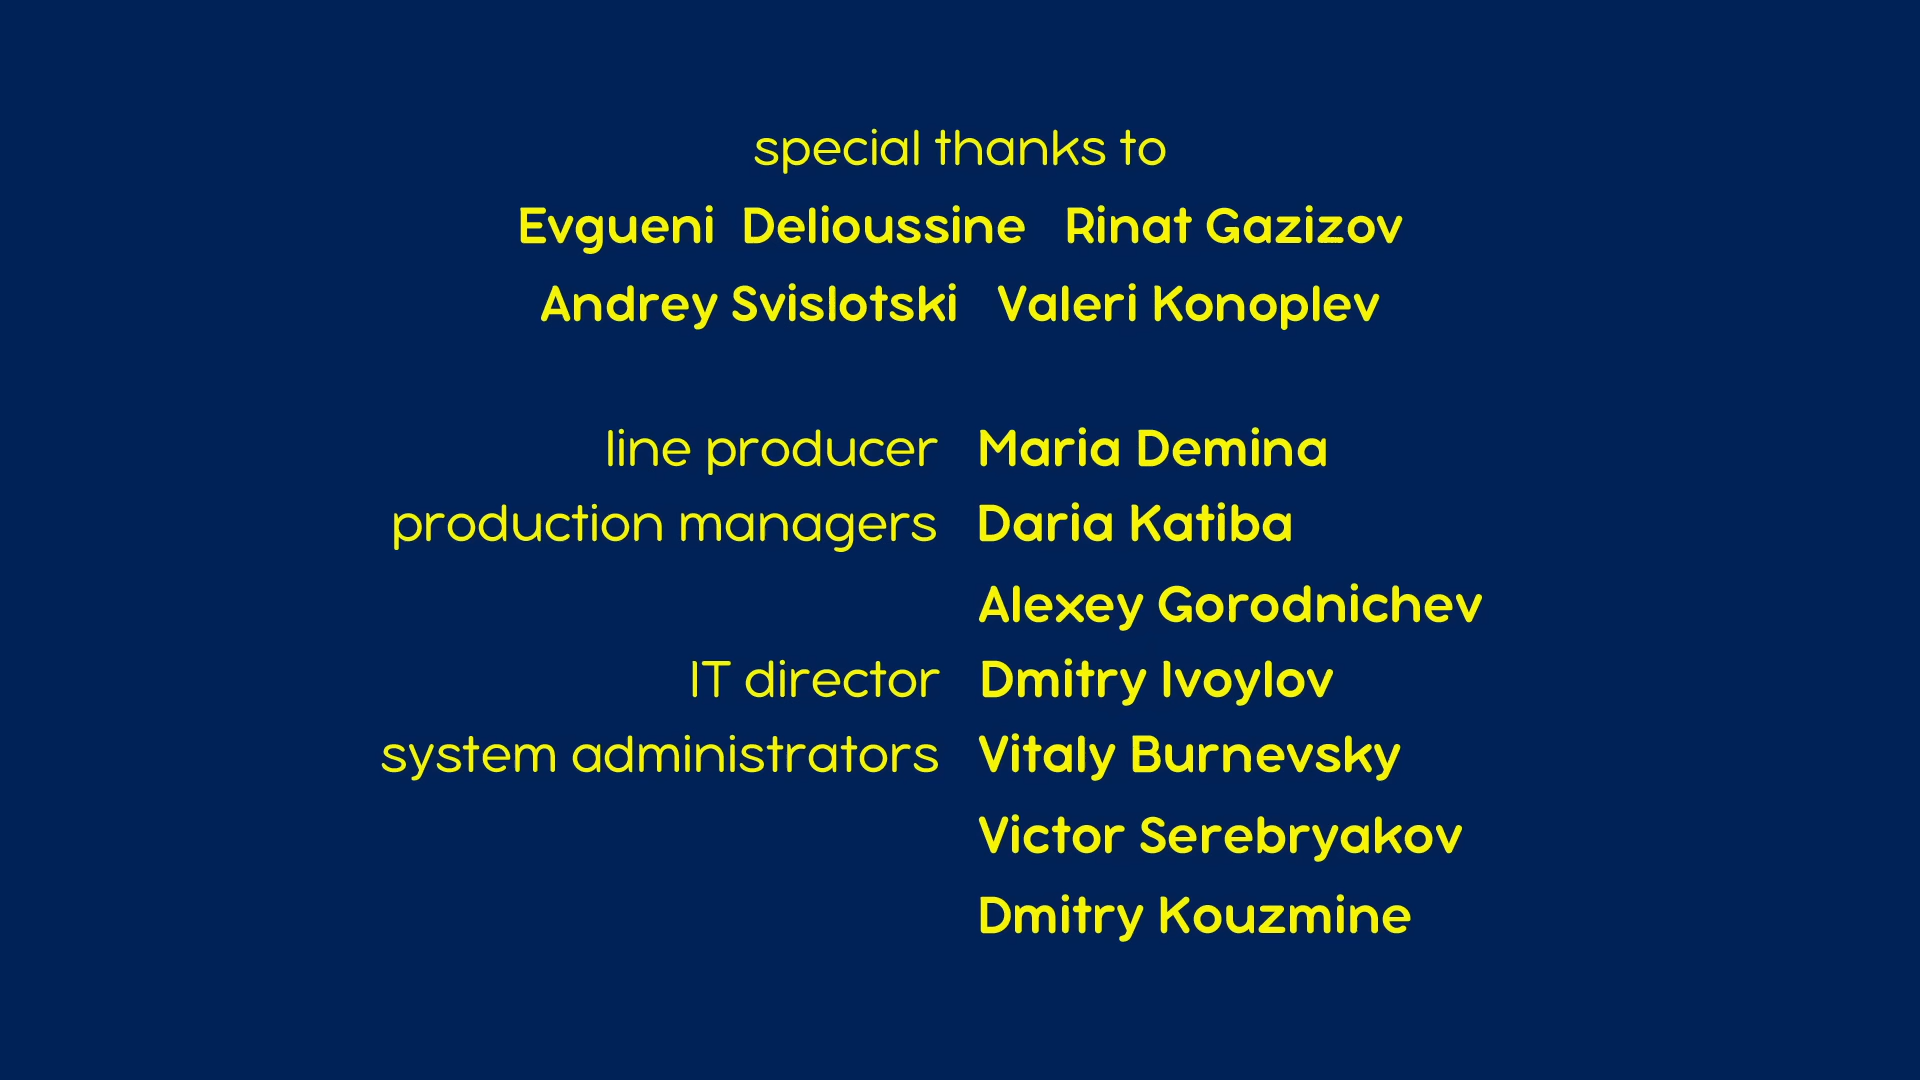 special thanks to
Evgueni Delioussine Rinat Gazizov
Andrey Svislotski Valeri Konoplev
line producer Maria Demina
production managers Daria Katiba
Alexey Gorodnichev
IT director Dmitry Ivoylov
system administrators Vitaly Burnevsky
Victor Serebryakov
Dmitry Kouzmine